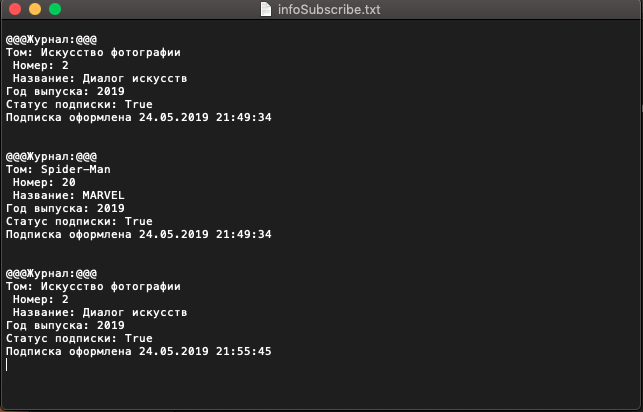 infoSubscribe.txt
@@@Журнал:@@@
Том: Искусство фотографии
Номер: 2
Название: Диалог искусств
Год выпуска: 2019
Статус подписки: True
Подписка оформлена 24.05.2019 21:49:34
@@@Журнал:@@@
Том: Spider-Man
Номер: 20
Название: MARVEL
Год выпуска: 2019
Статус подписки: True
Подписка оформлена 24.05.2019 21:49:34
@@@Журнал:@@@
Том: Искусство фотографии
Номер: 2
Название: Диалог искусств
Год выпуска: 2019
Статус подписки: True
Подписка оформлена 24.05.2019 21:55:45